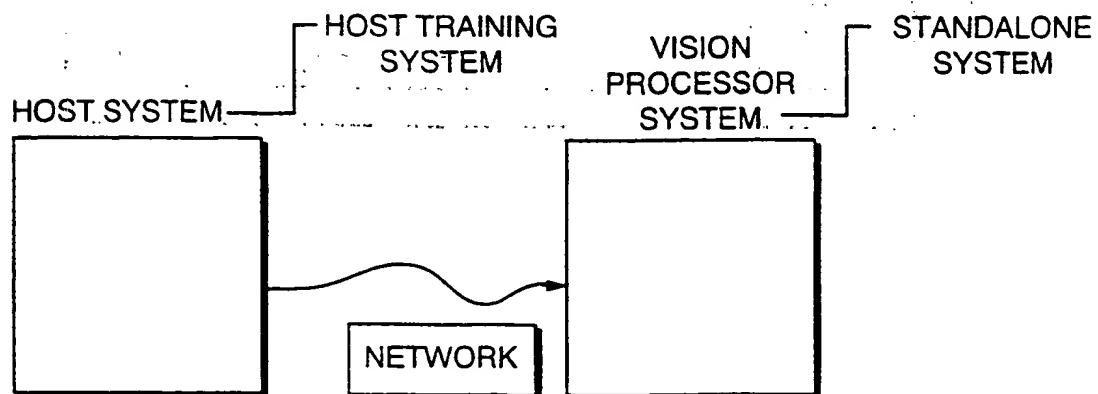 HOST TRAINING
SYSTEM
HOST SYSTEM
VISION
PROCESSOR
SYSTEM
STANDALONE
SYSTEM
NETWORK